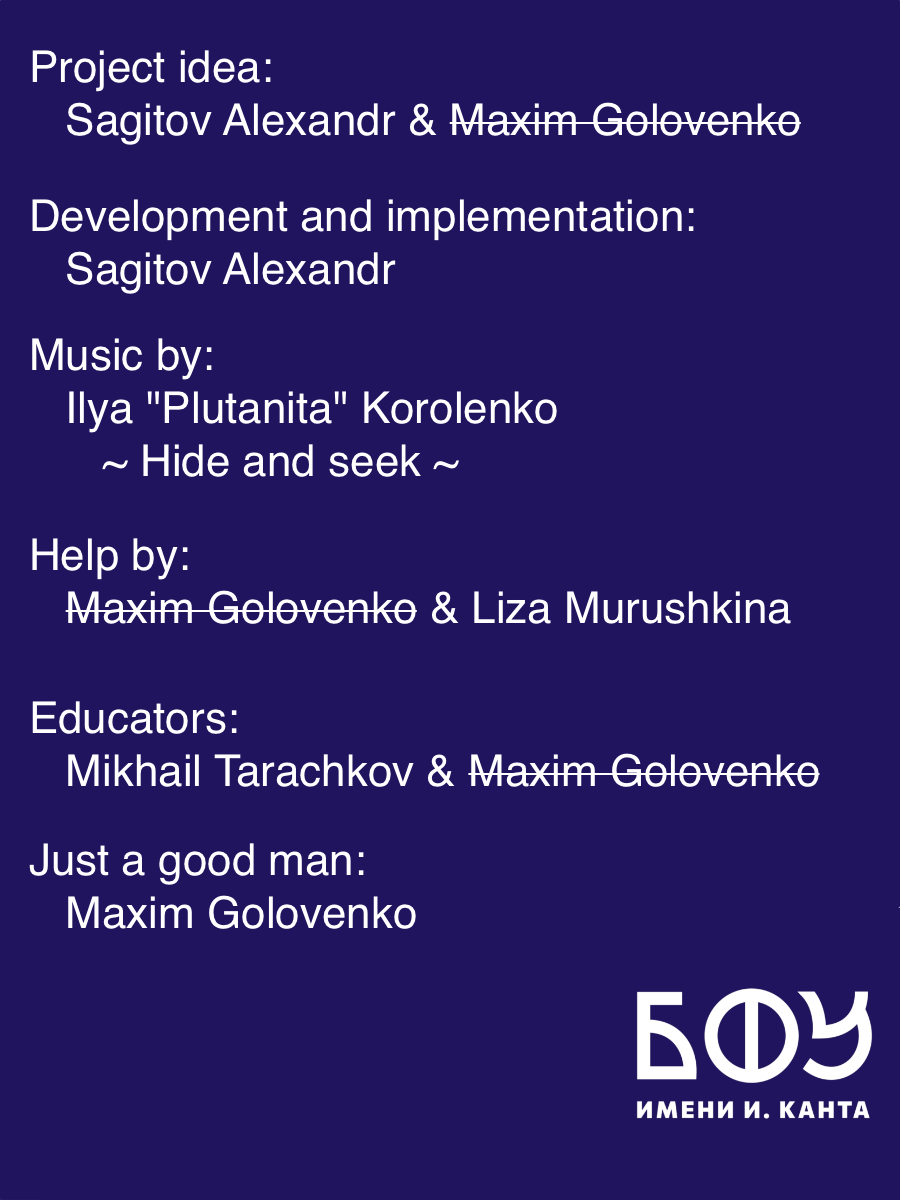 Project idea:
Sagitov Alexandr & Maxim Golovenko
Development and implementation:
Sagitov Alexandr
Music by:
Ilya "Plutanita" Korolenko
~ Hide and seek ~
Help by:
Maxim Golovenko & Liza Murushkina
Educators:
Mikhail Tarachkov & Maxim Golovenko
Just a good man:
Maxim Golovenko
БФУ
ИМЕНИ И. КАНТА